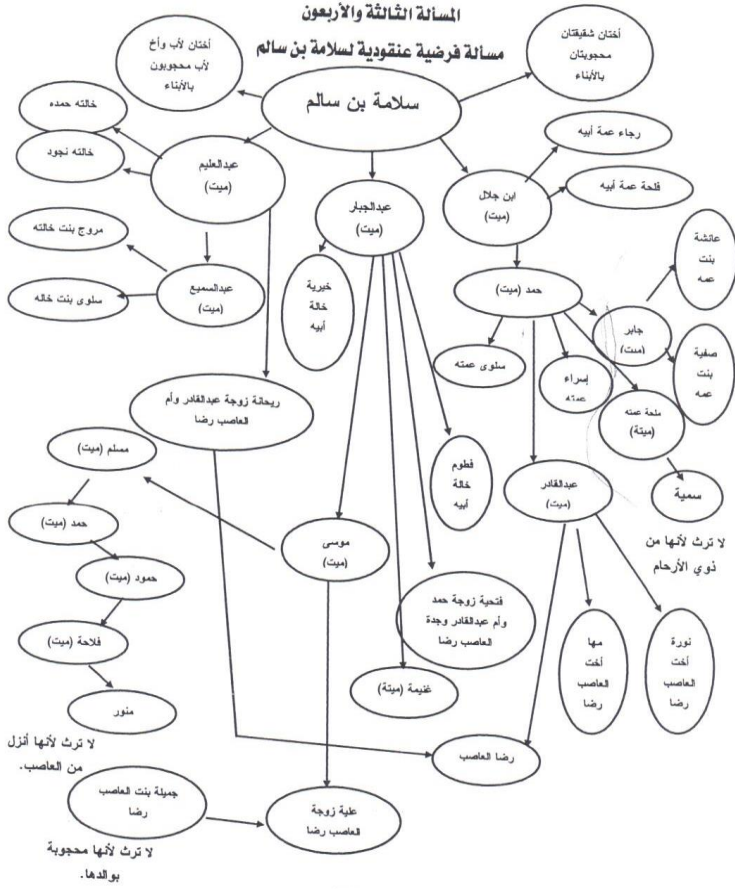 المسألة الثالثة والأربعون
مسألة فرضية عنقودية لسلامة بن سالم
أختان شقيقتان
محجوبتان
بالأبناء
أختان لأب وأخ
لأب محجوبون
بالأبناء
سلامة بن سالم
خالته حمده
خالته نجود
عبدالعليم
(ميت)
عبدالجبار
(ميت)
ابن جلال
(ميت)
رجاء عمة أبيه
فلحة عمة أبيه
مروج بنت خالته
سلوى بنت خاله
عبدالسميع
(ميت)
خيرية
خالة
أبيه
حمد (ميت)
عائشة
بنت
عمه
جابر
(ميت)
صفية
بنت
عمه
سلوى عمته
إسراء
عمته
ملحة عمته
(ميتة)
سمية
لا ترث لأنها من
ذوي الأرحام
ريحانة زوجة عبدالقادر وأم
العاصب رضا
فطوم
خالة
أبيه
عبدالقادر
(ميت)
مسلم (ميت)
حمد (ميت)
حمود (ميت)
فلاحة (ميت)
منور
لا ترث لأنها أنزل
من العاصب.
موسى
(ميت)
فتحية زوجة حمد
وأم عبدالقادر وجدة
العاصب رضا
غنيمة (ميتة)
مها
أخت
العاصب
رضا
نورة
أخت
العاصب
رضا
رضا العاصب
جميلة بنت العاصب
رضا
لا ترث لأنها محجوبة
بوالدها.
علية زوجة
العاصب رضا